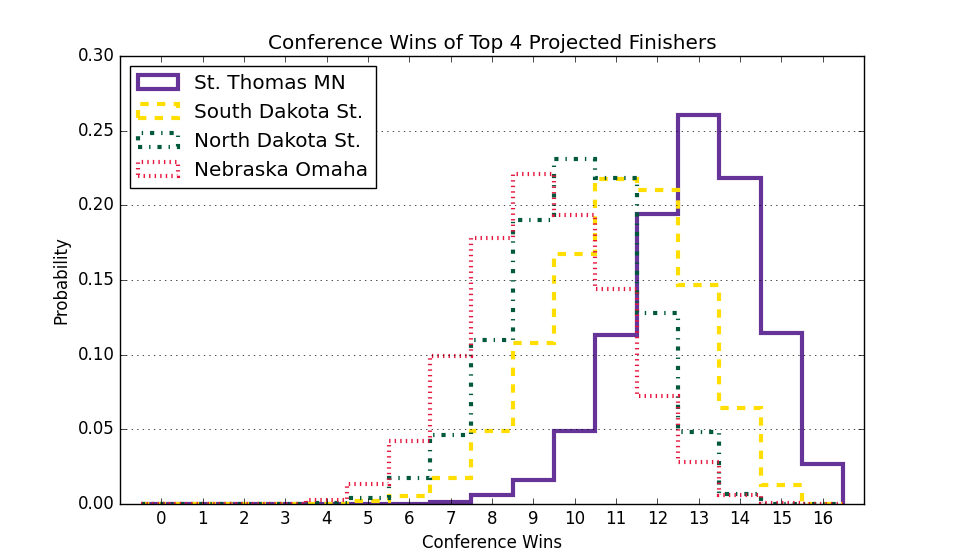 Conference Wins of Top 4 Projected Finishers
0.30
0.25
0.20
0.15
0.10
0.05
0.00
Probability
St. Thomas MN
South Dakota St.
North Dakota St.
Nebraska Omaha
0 1 2 3 4 5 6 7 8 9 10 11 12 13 14 15 16
Conference Wins